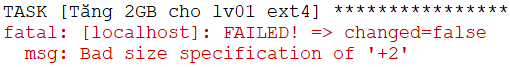 TASK [Tăng 2GB cho lv01 ext4] ****************
fatal: [localhost]: FAILED! => changed=false
  msg: Bad size specification of '+2'